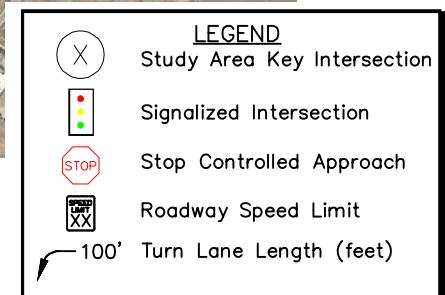 LEGEND
X Study Area Key Intersection
Signalized Intersection
STOP Stop Controlled Approach
SPEED
LIMIT
XX Roadway Speed Limit
100' Turn Lane Length (feet)